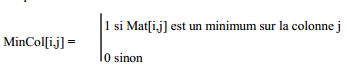 1 si Mat[i,j] est un minimum sur la colonne j
MinCol[i,j] =
0 sinon